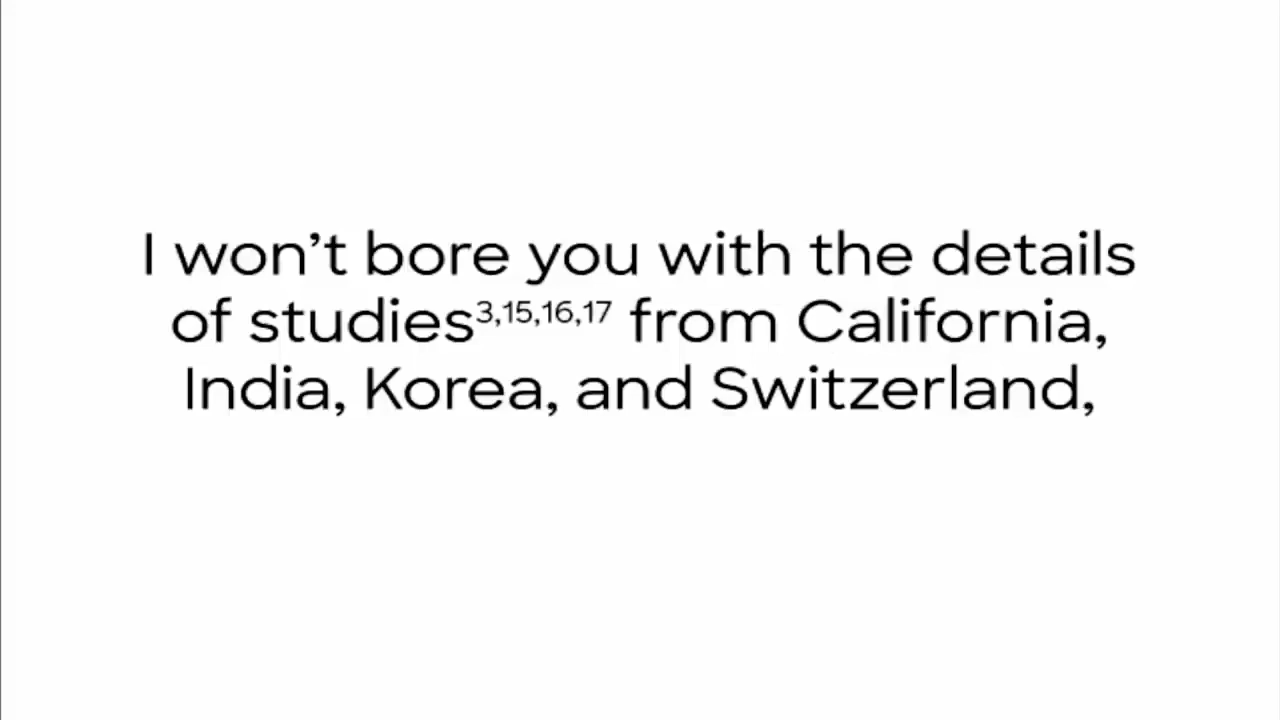 I won’t bore you with the details
of studies3,15,16,17 from California,
India, Korea, and Switzerland,